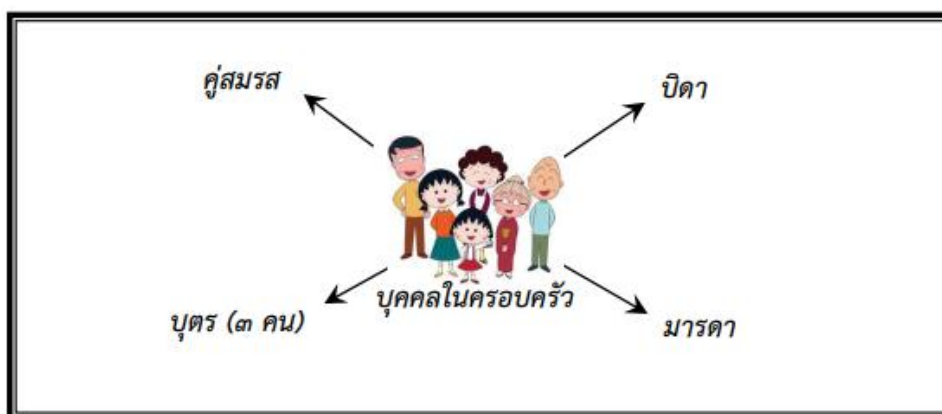 คู่สมรส
ปิดา
บุคคลในครอบครัว
บุตร (๓ คน)
มารดา